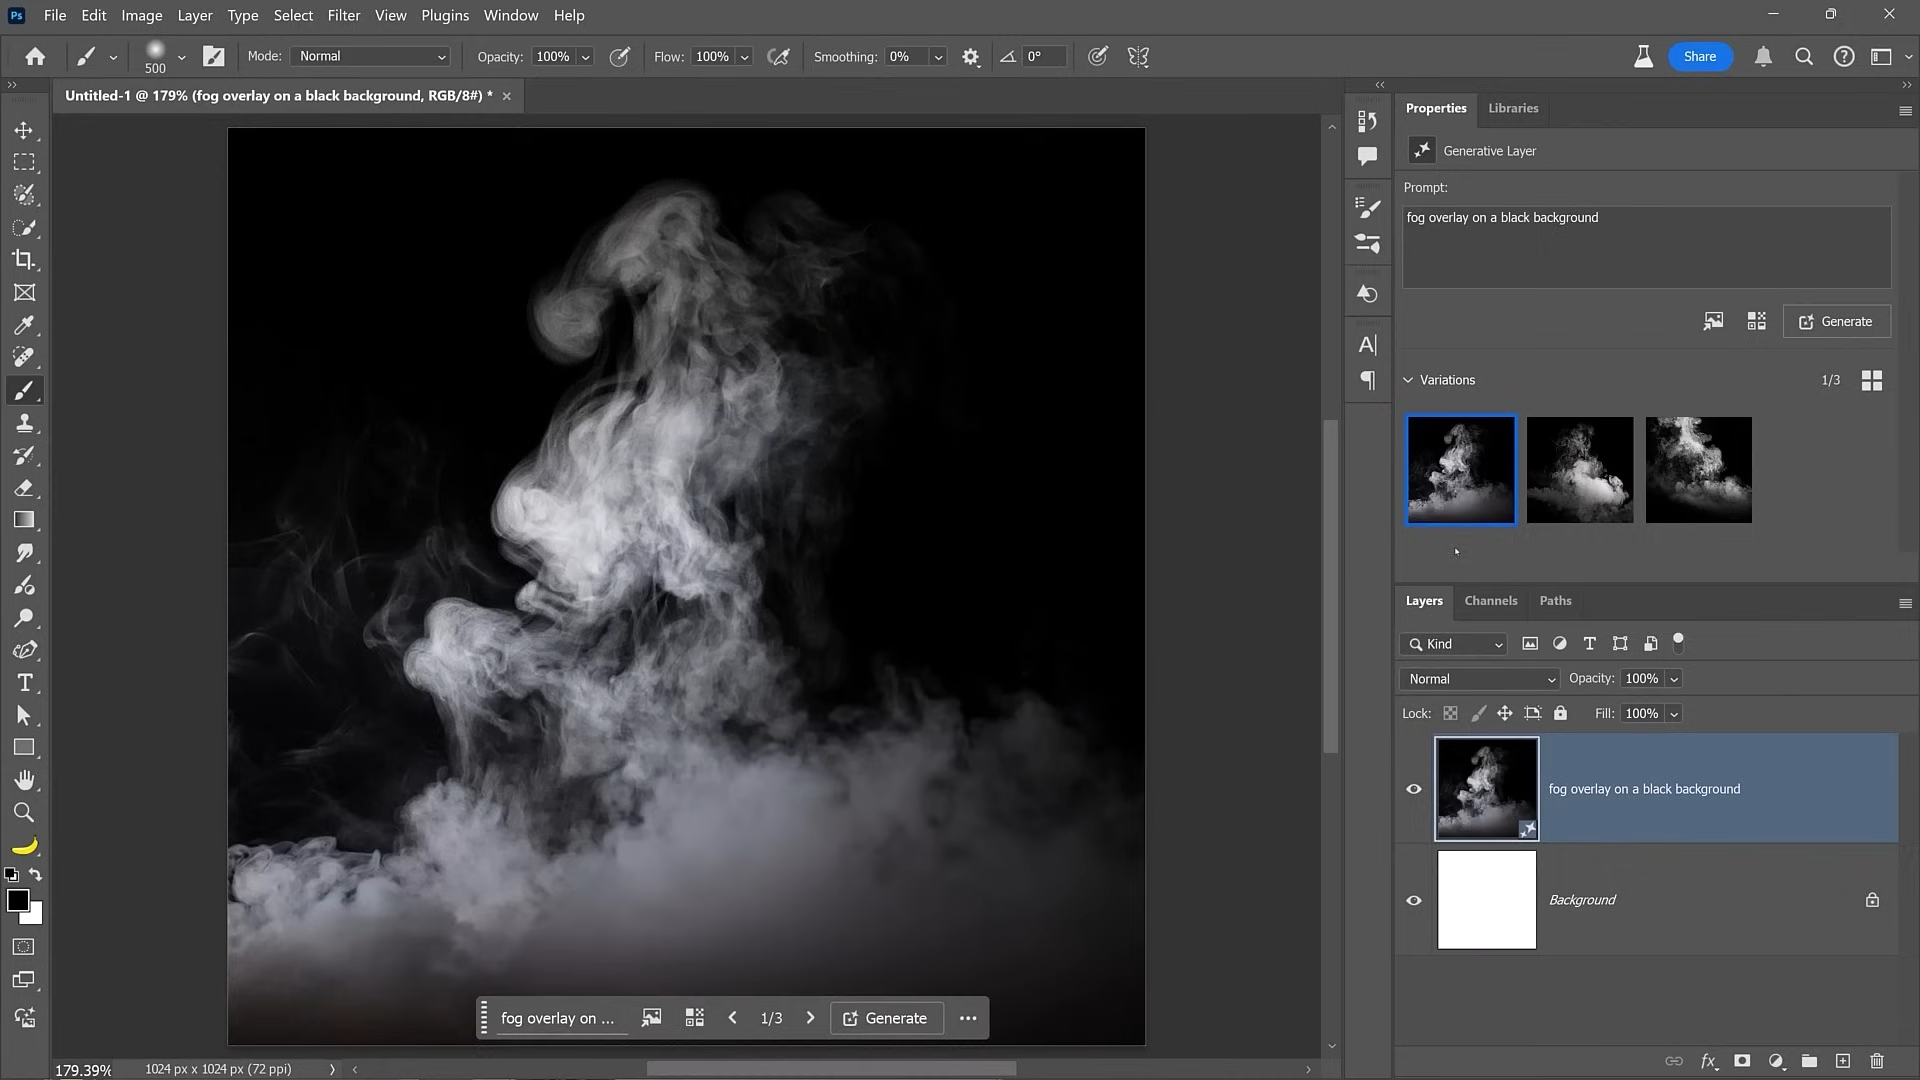 Ps File Edit Image Layer Type Select Filter View Plugins Window Help
500 Mode: Normal Opacity: 100% Flow: 100% Smoothing: 0% 0° Share
Untitled-1 @ 179% (fog overlay on a black background, RGB/8#) *
Properties Libraries
Generative Layer
Prompt:
fog overlay on a black background
Generate
Variations 1/3
Layers Channels Paths
Kind
Normal Opacity: 100%
Lock: Fill: 100%
fog overlay on a black background
Background
fog overlay on ... 1/3 Generate
179.39% 1024 px x 1024 px (72 ppi)